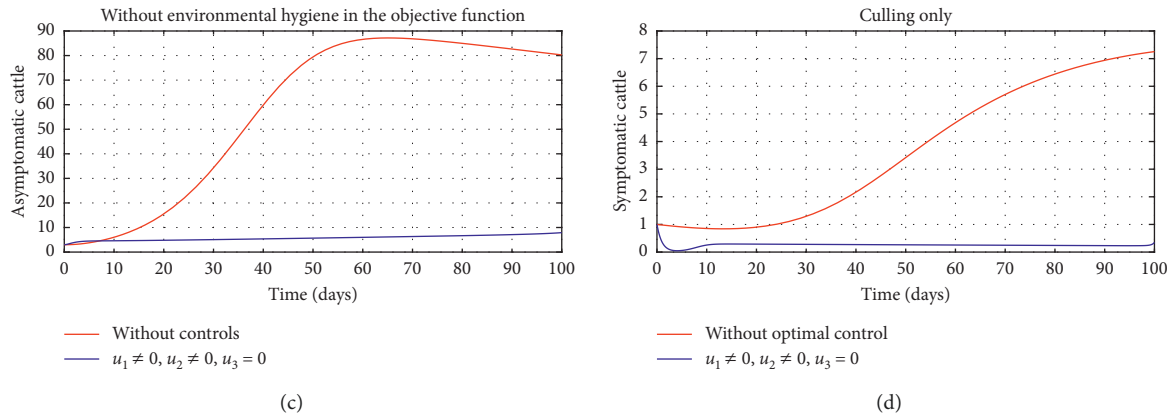 Without environmental hygiene in the objective function
90
80
70
60
50
40
30
20
10
0
Asymptomatic cattle
0 10 20 30 40 50 60 70 80 90 100
Time (days)
Without controls
u₁ ≠ 0, u₂ ≠ 0, u₃ = 0
(c)
Culling only
8
7
6
5
4
3
2
1
0
Symptomatic cattle
0 10 20 30 40 50 60 70 80 90 100
Time (days)
Without optimal control
u₁ ≠ 0, u₂ ≠ 0, u₃ = 0
(d)